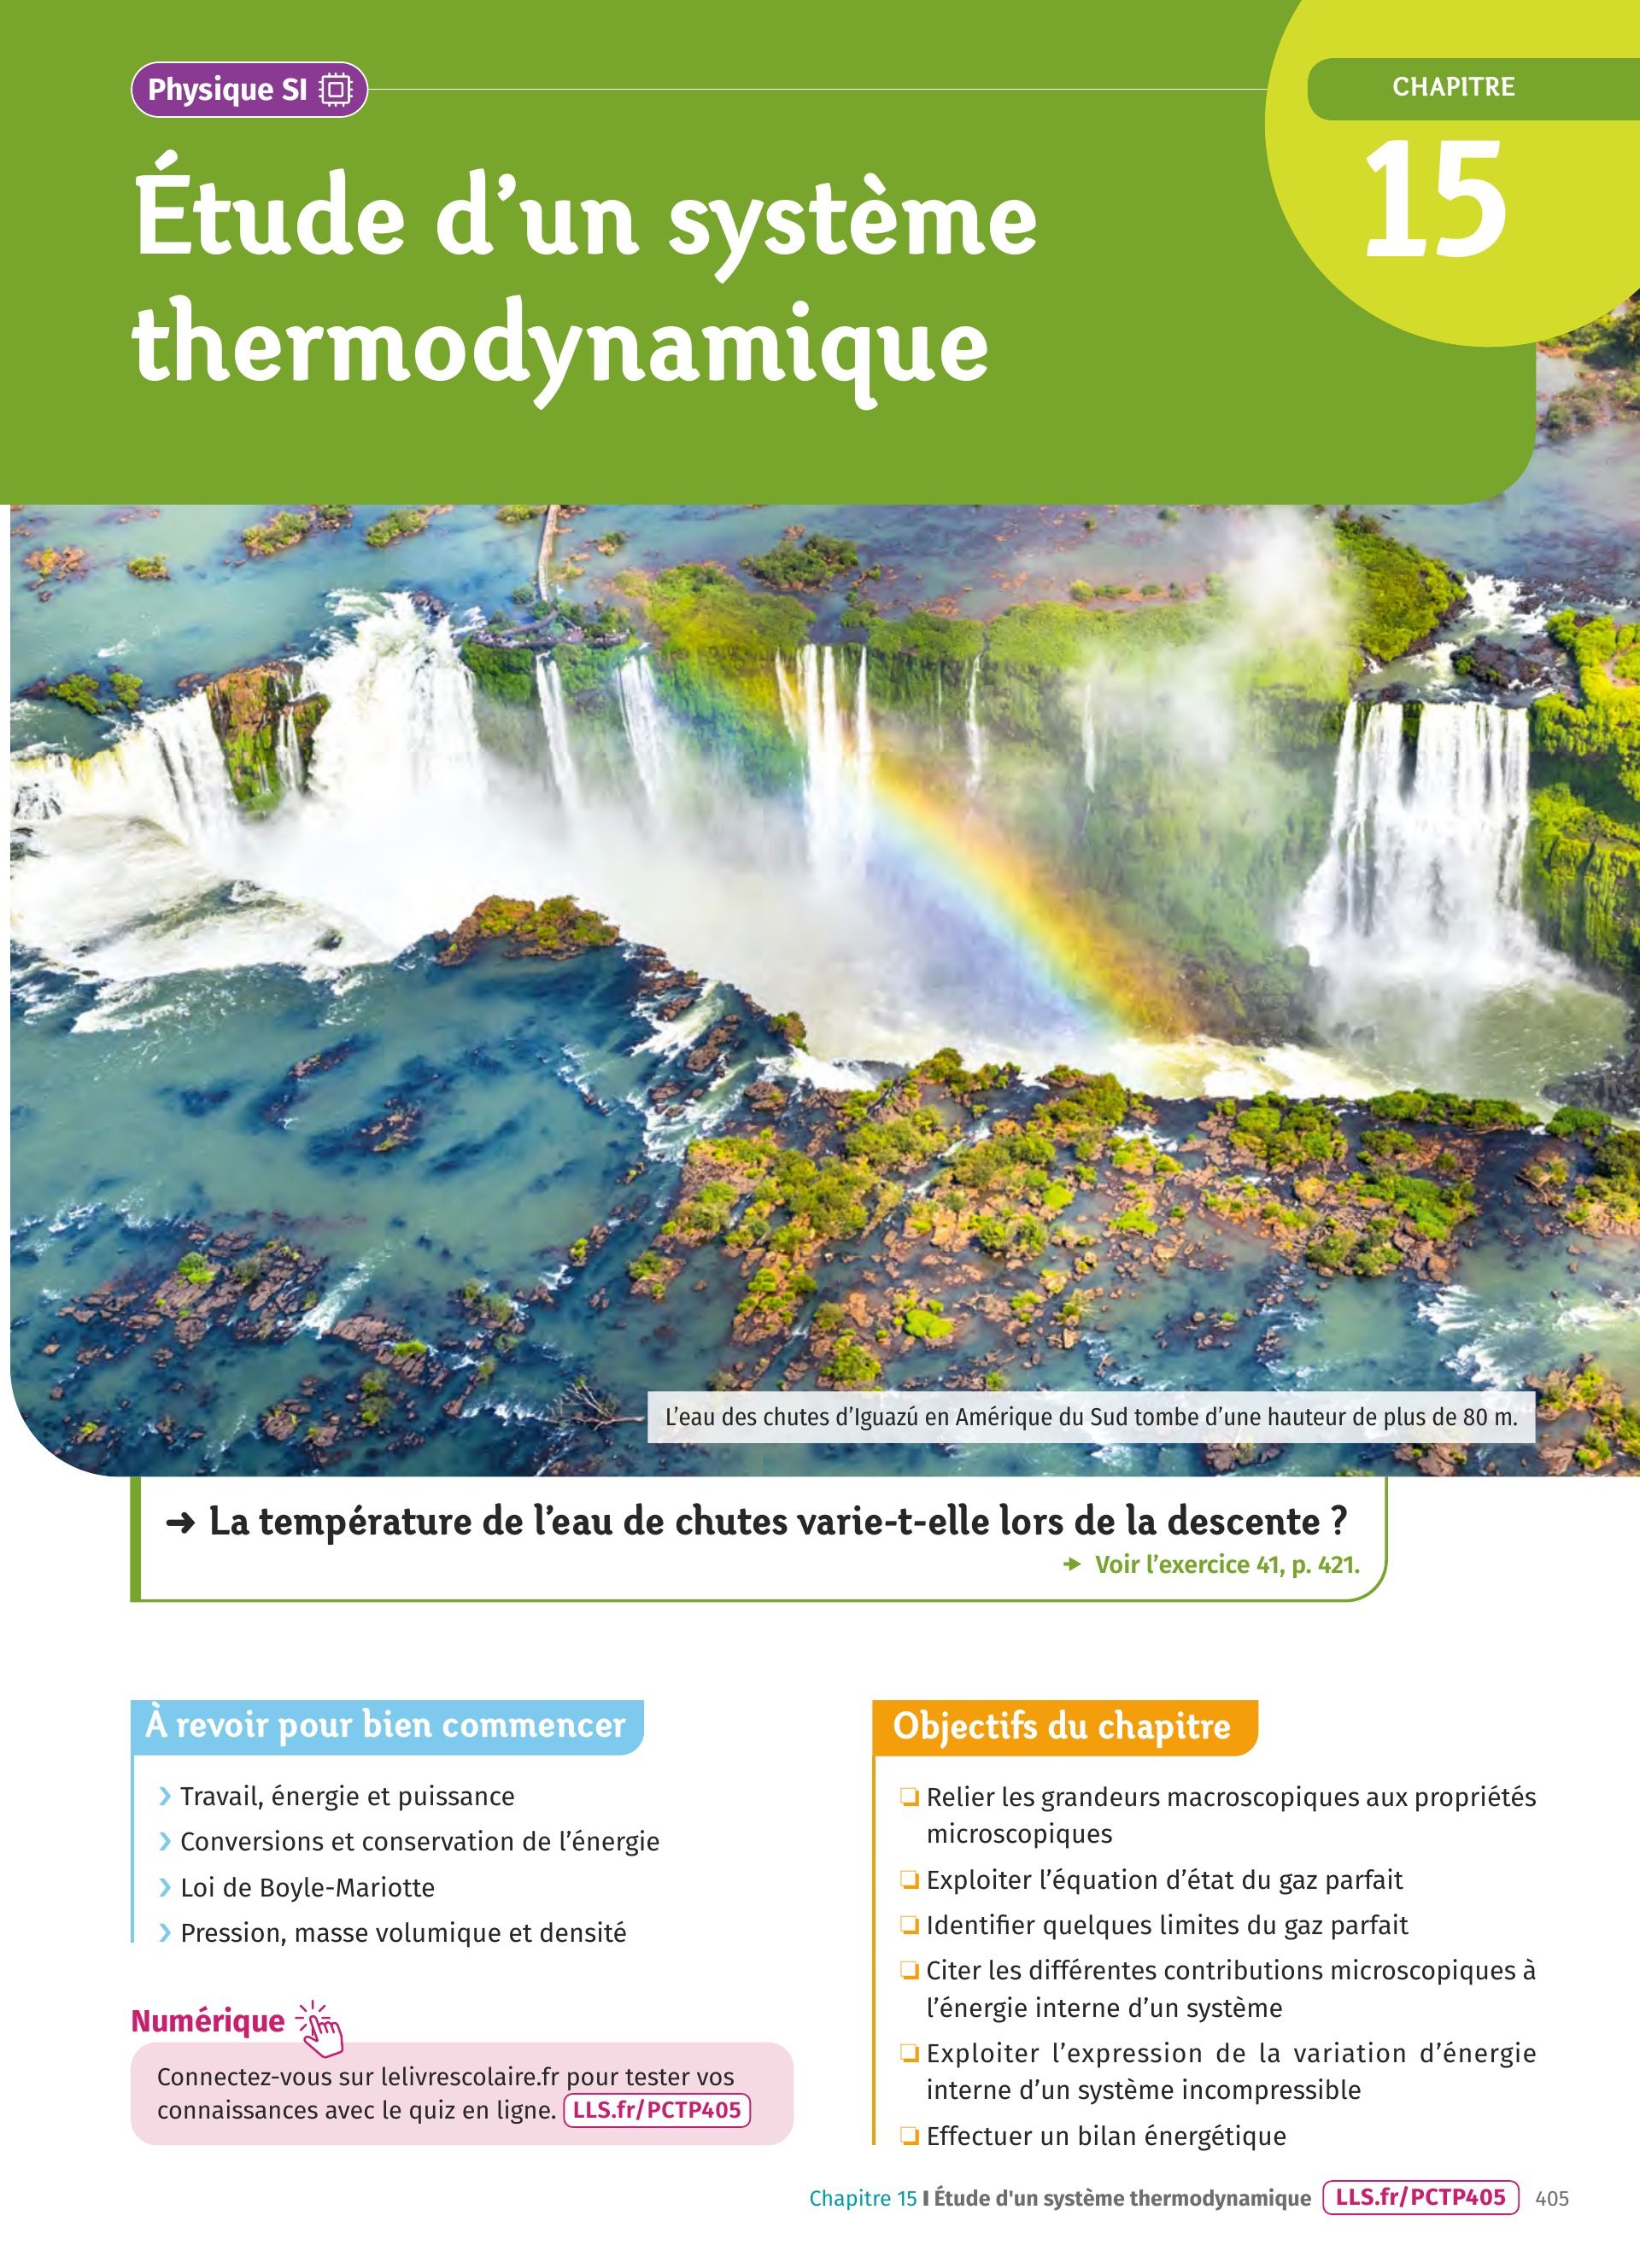 Physique SI
CHAPITRE
15
Étude d'un système
thermodynamique
L'eau des chutes d'Iguazú en Amérique du Sud tombe d'une hauteur de plus de 80 m.
➜ La température de l'eau de chutes varie-t-elle lors de la descente ?
Voir l'exercice 41, p. 421.
À revoir pour bien commencer
› Travail, énergie et puissance
› Conversions et conservation de l'énergie
› Loi de Boyle-Mariotte
› Pression, masse volumique et densité
Numérique
Connectez-vous sur lelivrescolaire.fr pour tester vos
connaissances avec le quiz en ligne. LLS.fr/PCTP405
Objectifs du chapitre
❏ Relier les grandeurs macroscopiques aux propriétés
microscopiques
❏ Exploiter l'équation d'état du gaz parfait
❏ Identifier quelques limites du gaz parfait
❏ Citer les différentes contributions microscopiques à
l'énergie interne d'un système
❏ Exploiter l'expression de la variation d'énergie
interne d'un système incompressible
❏ Effectuer un bilan énergétique
Chapitre 15 I Étude d'un système thermodynamique LLS.fr/PCTP405 405